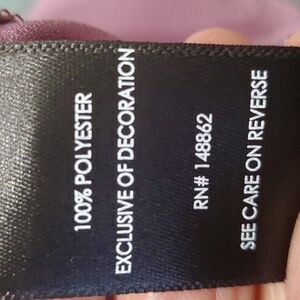 100% POLYESTER
EXCLUSIVE OF DECORATION
RN# 148862
SEE CARE ON REVERSE